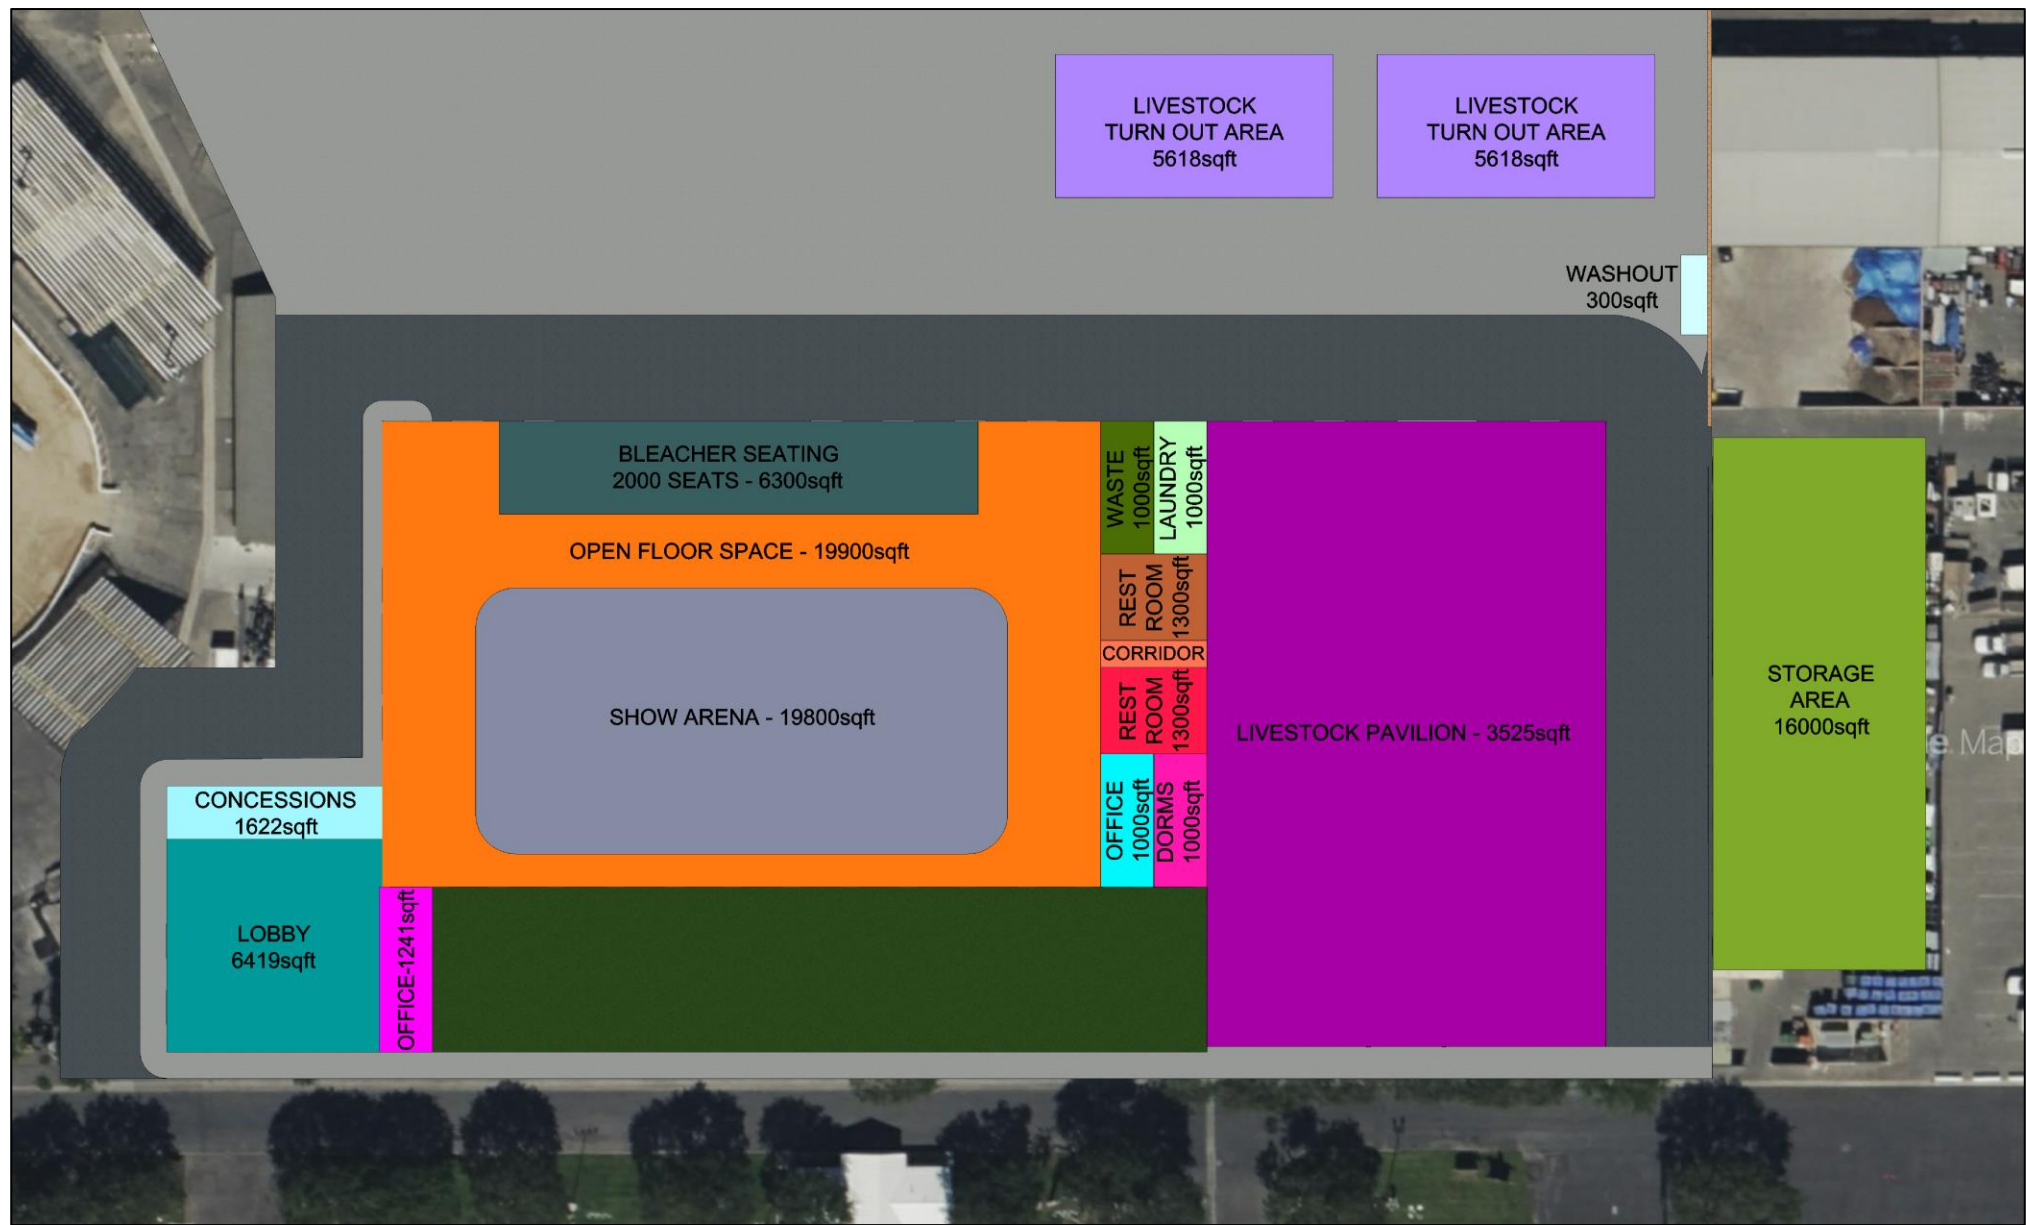 LIVESTOCK
TURN OUT AREA
5618sqft
LIVESTOCK
TURN OUT AREA
5618sqft
WASHOUT
300sqft
BLEACHER SEATING
2000 SEATS - 6300sqft
OPEN FLOOR SPACE - 19900sqft
SHOW ARENA - 19800sqft
WASTE
1000sqft
LAUNDRY
1000sqft
REST
ROOM
1300sqft
CORRIDOR
REST
ROOM
1300sqft
OFFICE
1000sqft
DORMS
1000sqft
LIVESTOCK PAVILION - 3525sqft
STORAGE
AREA
16000sqft
e Map
CONCESSIONS
1622sqft
LOBBY
6419sqft
OFFICE-1241sqft